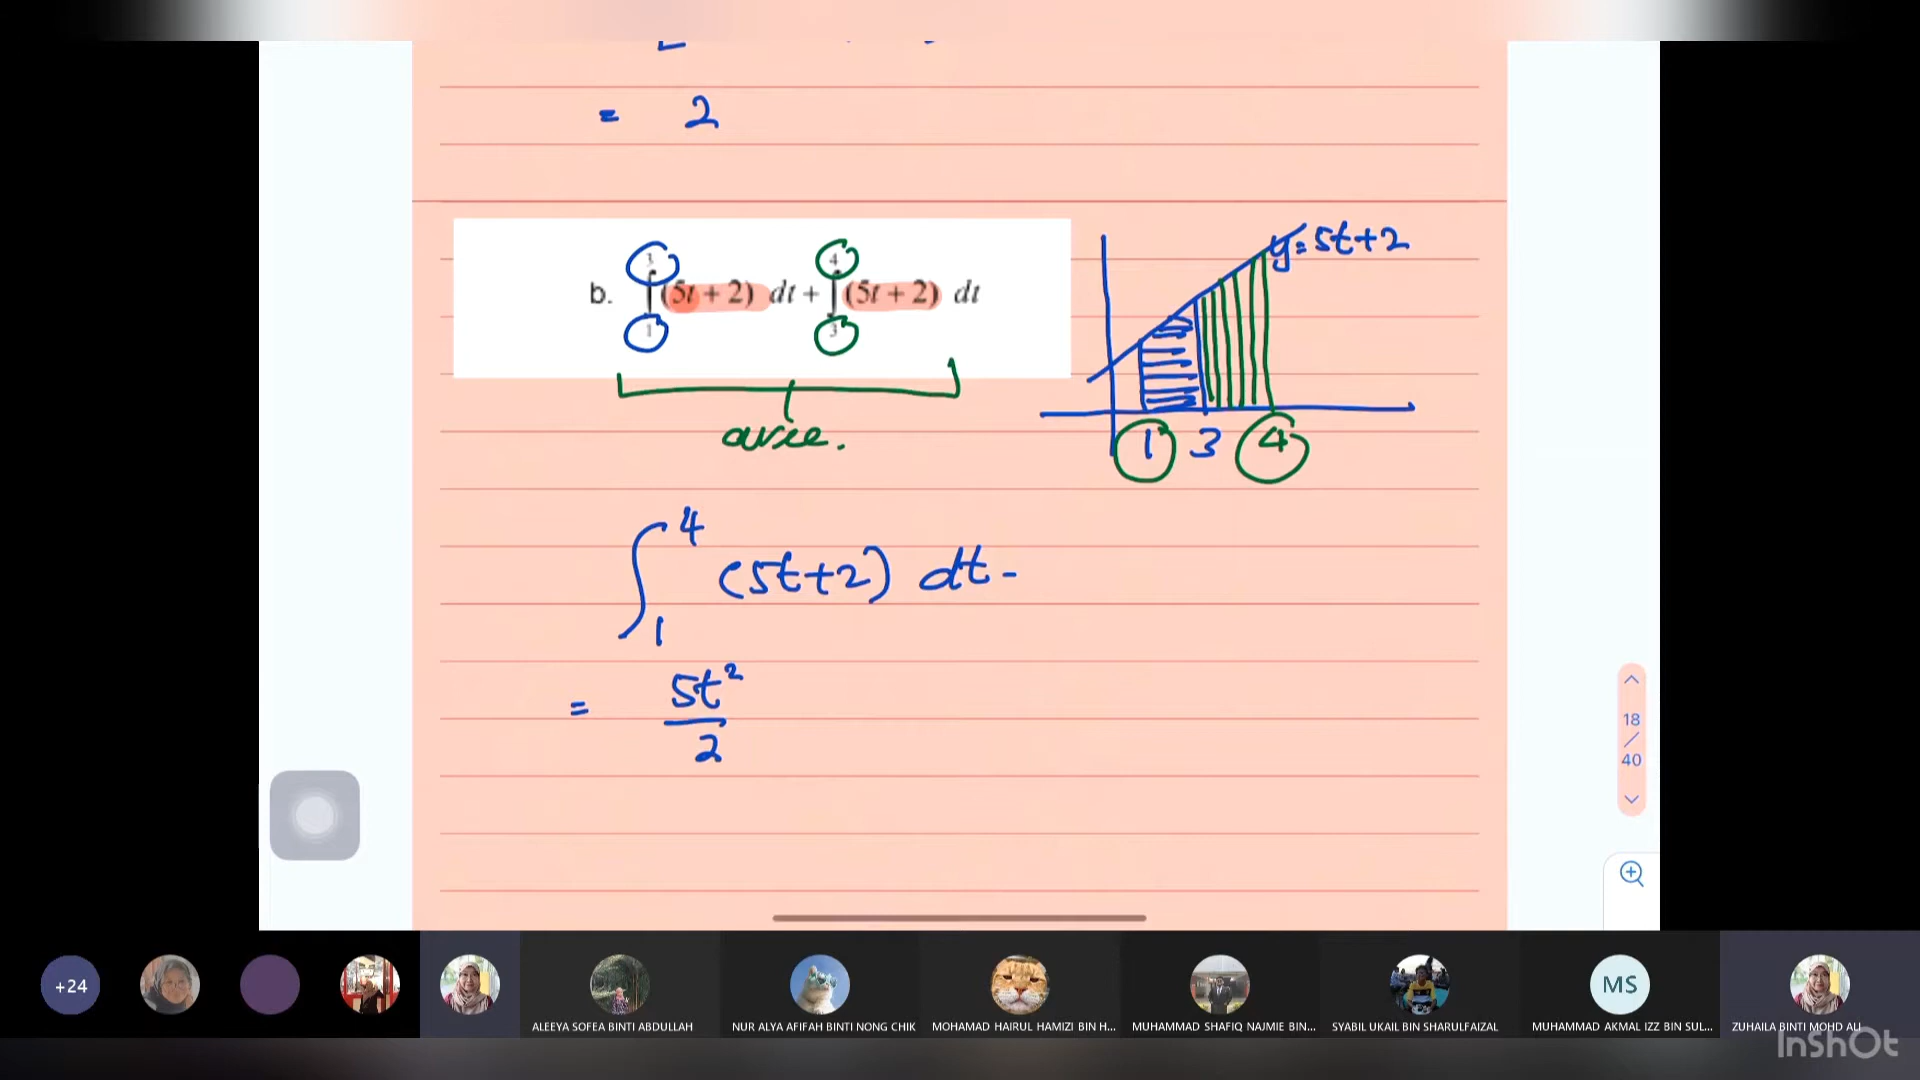 = 2
b. ∫₁³ (5t + 2) dt + ∫₃⁴ (5t + 2) dt
y=5t+2
1 3 4
∫₁⁴ (5t+2) dt -
= 5t²/2
18
/
40
+24
ALEEYA SOFEA BINTI ABDULLAH
NUR ALYA AFIFAH BINTI NONG CHIK
MOHAMAD HAIRUL HAMIZI BIN H...
MUHAMMAD SHAFIQ NAJMIE BIN...
SYABIL UKAIL BIN SHARULFAIZAL
MS
MUHAMMAD AKMAL IZZ BIN SUL...
ZUHAILA BINTI MOHD ALI
InShOt